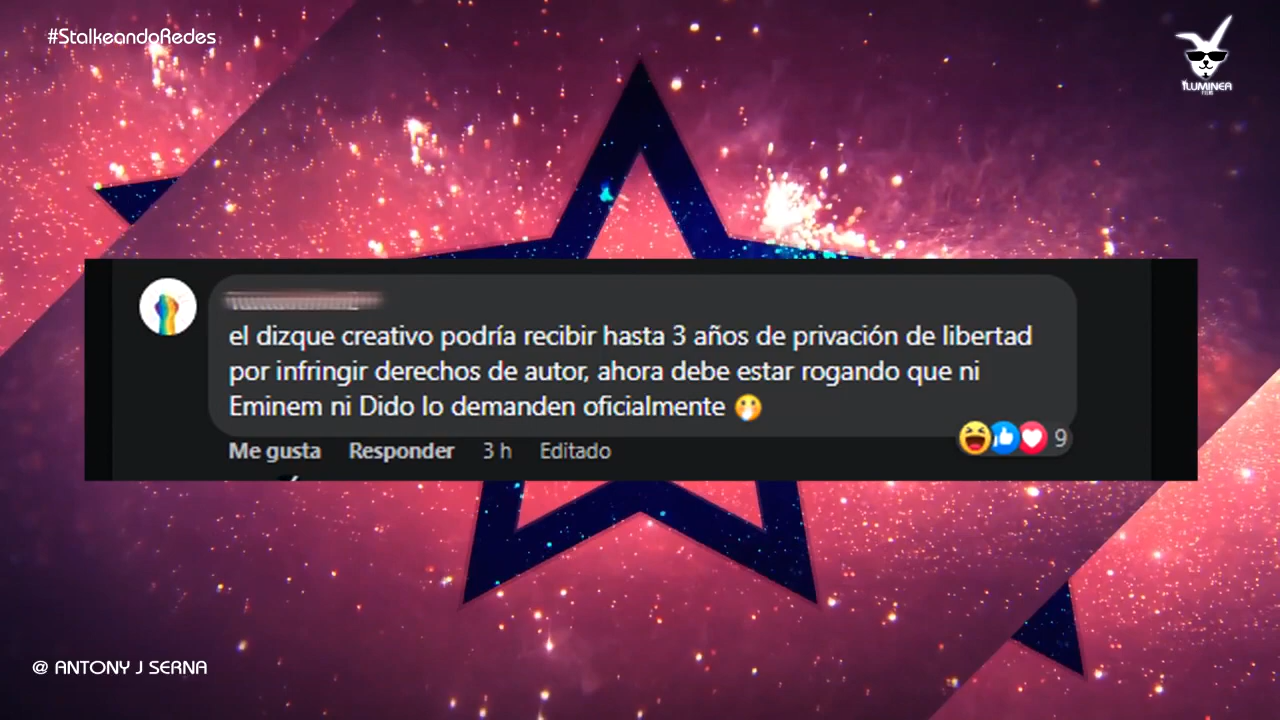 #StalkeandoRedes
ILUMINEA
el dizque creativo podría recibir hasta 3 años de privación de libertad
por infringir derechos de autor, ahora debe estar rogando que ni
Eminem ni Dido lo demanden oficialmente 🤭
Me gusta Responder 3 h Editado
9
@ ANTONY J SERNA